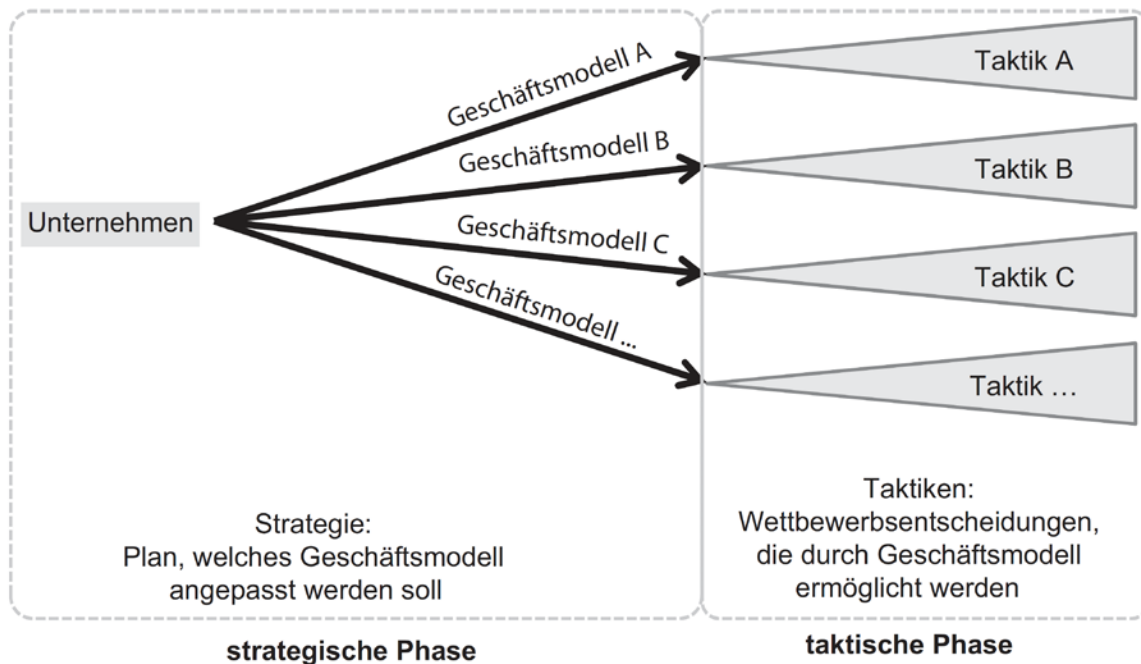 Geschäftsmodell A
Geschäftsmodell B
Geschäftsmodell C
Geschäftsmodell ...
Unternehmen
Strategie:
Plan, welches Geschäftsmodell
angepasst werden soll
strategische Phase
Taktik A
Taktik B
Taktik C
Taktik …
Taktiken:
Wettbewerbsentscheidungen,
die durch Geschäftsmodell
ermöglicht werden
taktische Phase